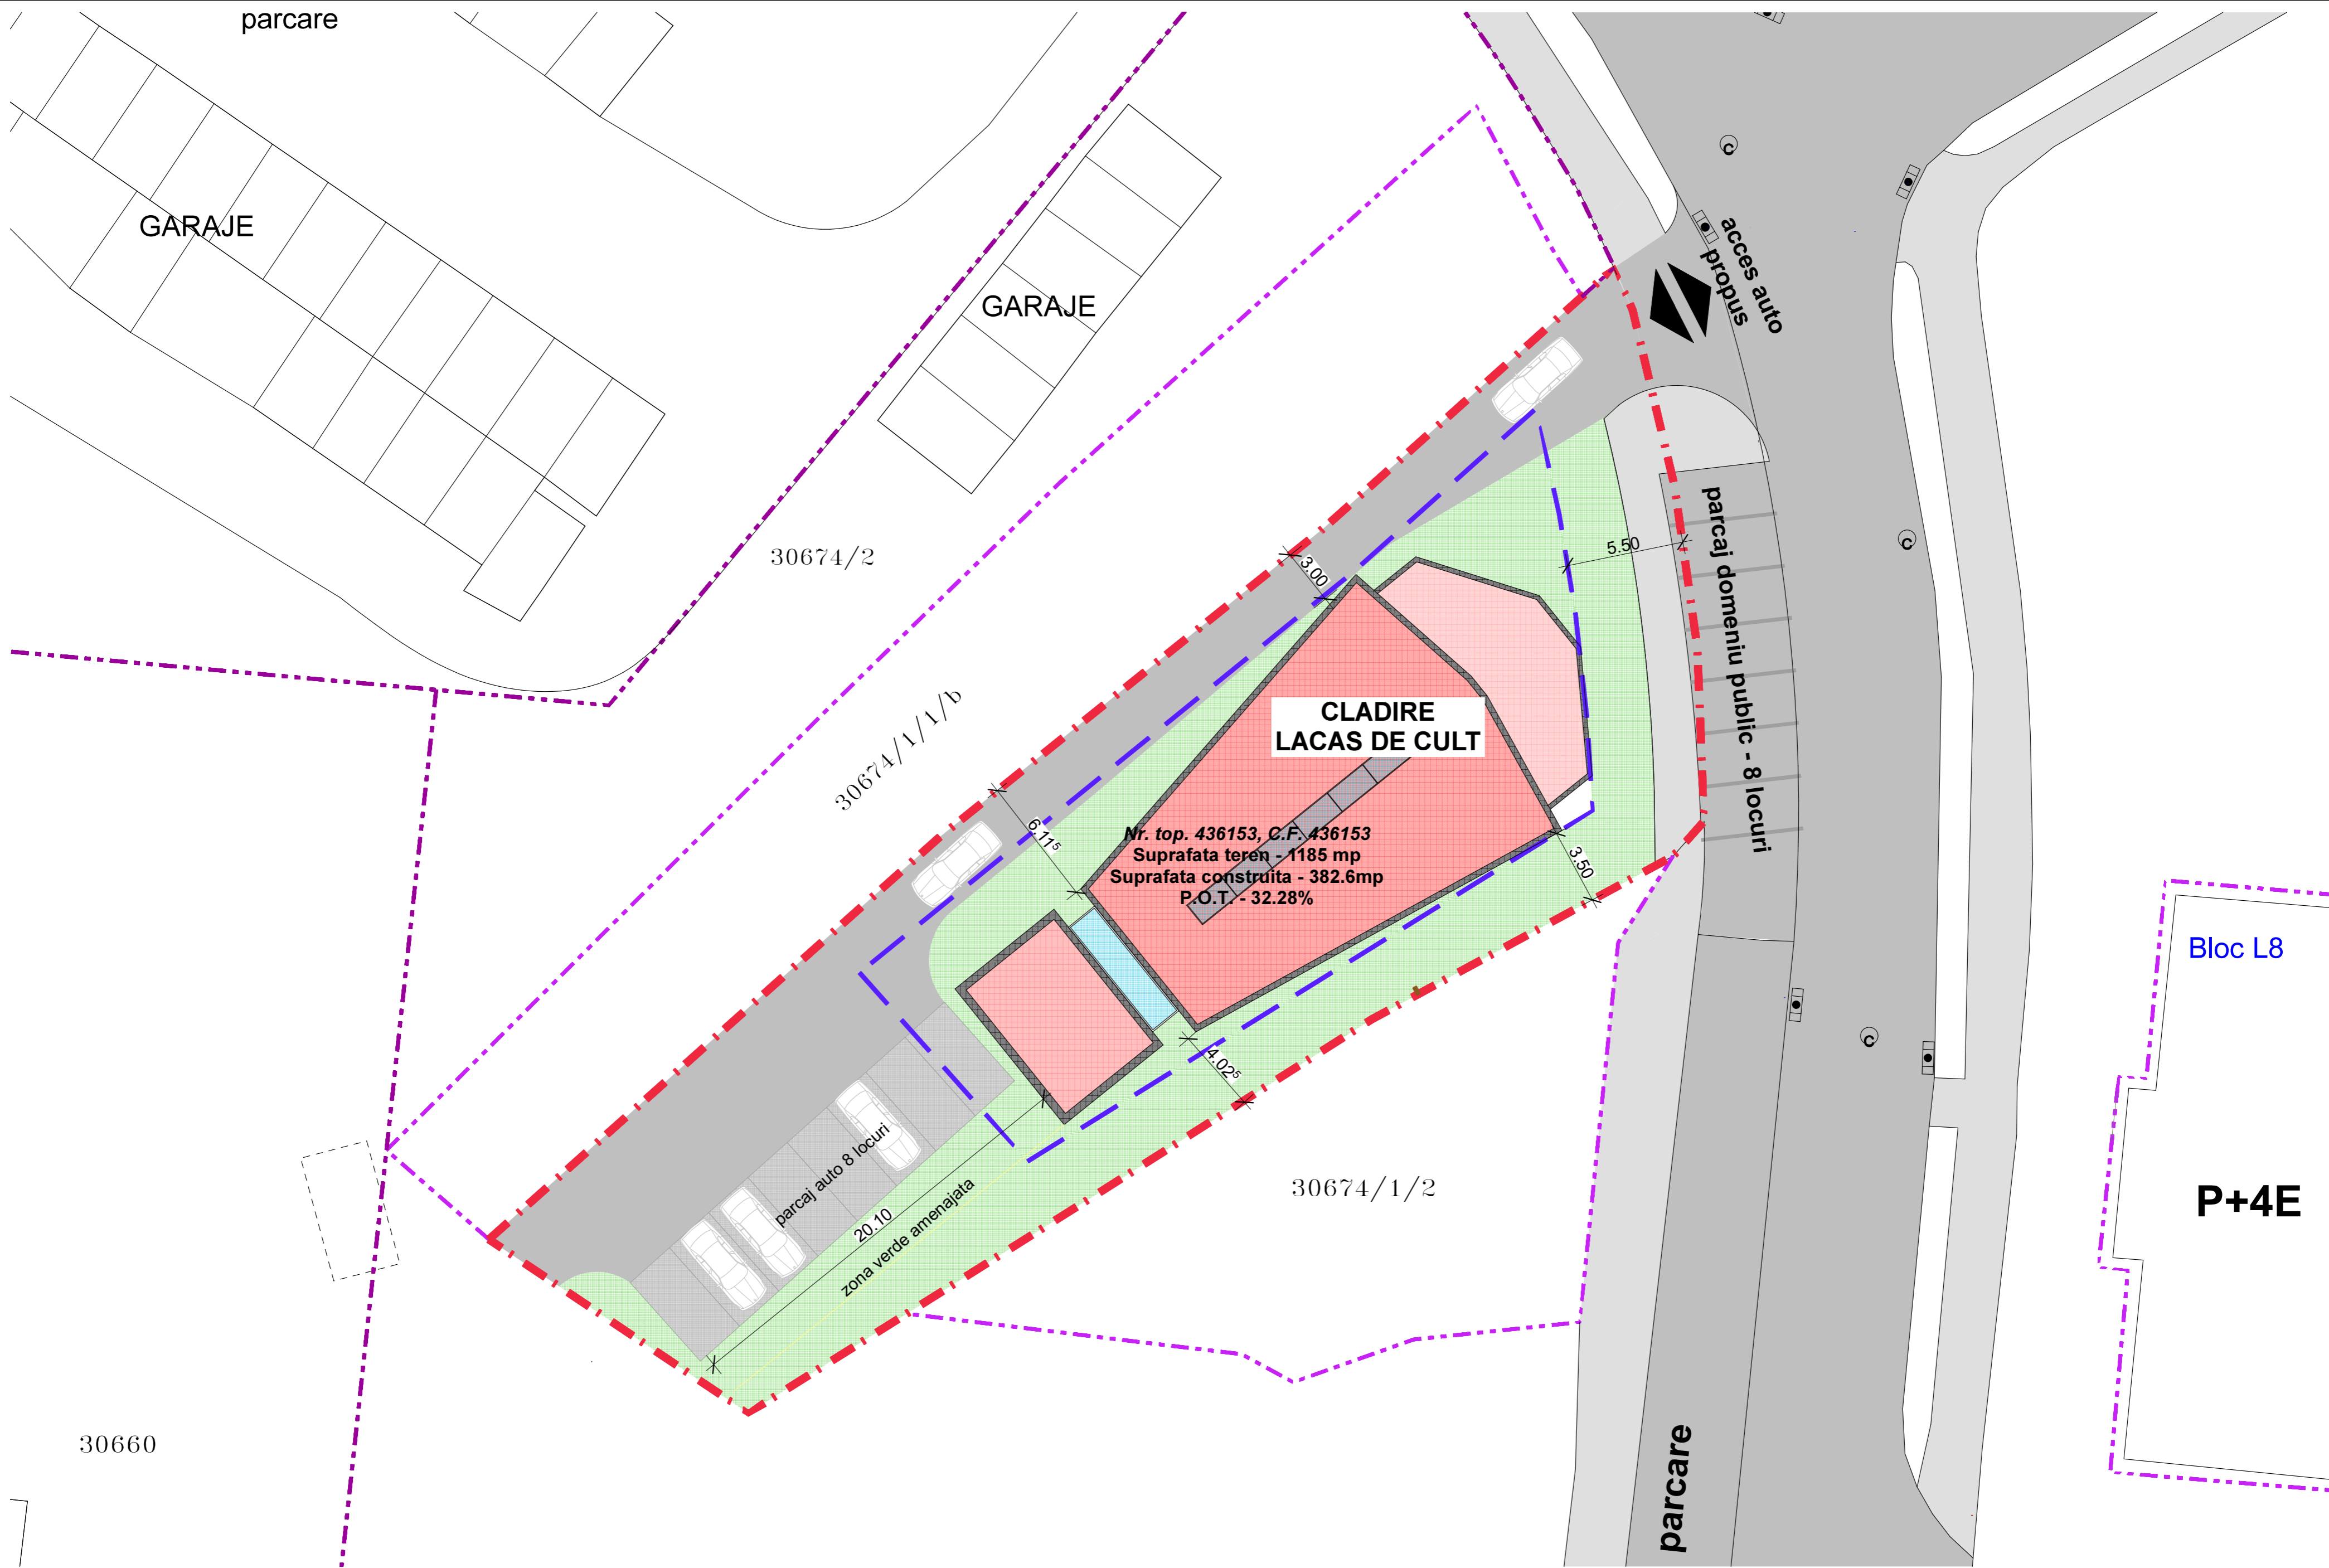 parcare
GARAJE
GARAJE
acces auto
propus
C
C
C
30674/2
3.00
5.50
parcaj domeniu public - 8 locuri
30674/1/1/b
CLADIRE
LACAS DE CULT
6.11⁵
Nr. top. 436153, C.F. 436153
Suprafata teren - 1185 mp
Suprafata construita - 382.6mp
P.O.T. - 32.28%
3.50
Bloc L8
4.02⁵
parcaj auto 8 locuri
20.10
zona verde amenajata
30674/1/2
P+4E
30660
parcare